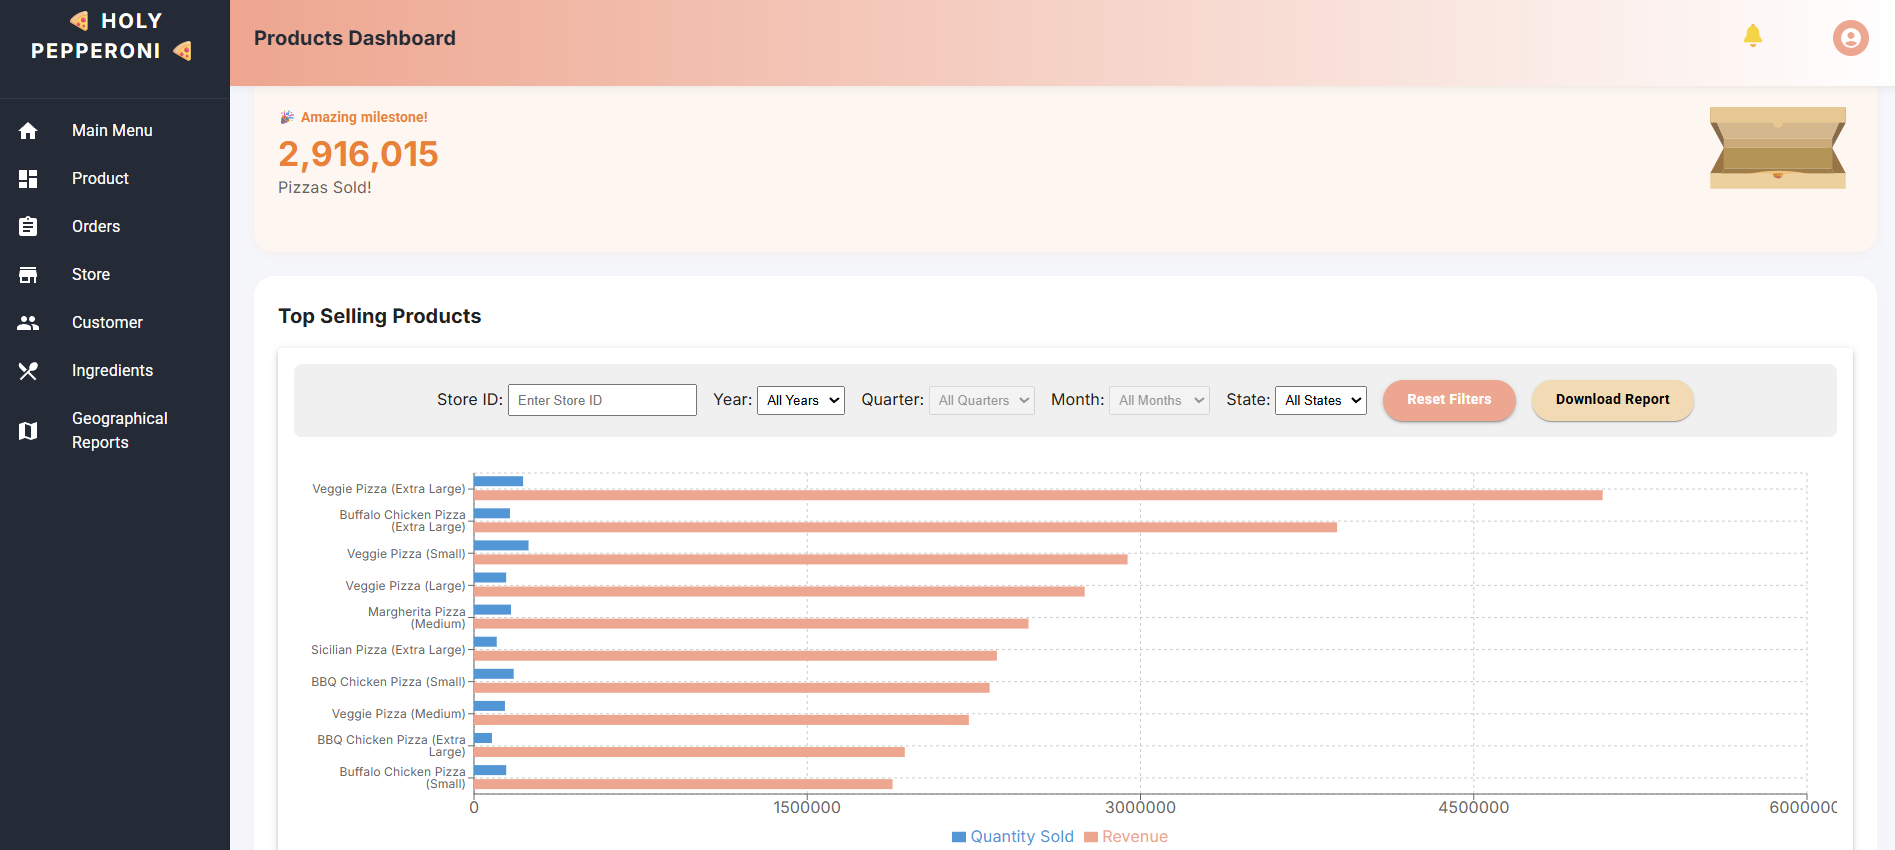 HOLY
PEPPERONI
Products Dashboard
Main Menu
Product
Orders
Store
Customer
Ingredients
Geographical
Reports
Amazing milestone!
2,916,015
Pizzas Sold!
Top Selling Products
Store ID: Enter Store ID Year: All Years Quarter: All Quarters Month: All Months State: All States Reset Filters Download Report
Veggie Pizza (Extra Large)
Buffalo Chicken Pizza
(Extra Large)
Veggie Pizza (Small)
Veggie Pizza (Large)
Margherita Pizza
(Medium)
Sicilian Pizza (Extra Large)
BBQ Chicken Pizza (Small)
Veggie Pizza (Medium)
BBQ Chicken Pizza (Extra
Large)
Buffalo Chicken Pizza
(Small)
0 1500000 3000000 4500000 6000000
Quantity Sold Revenue